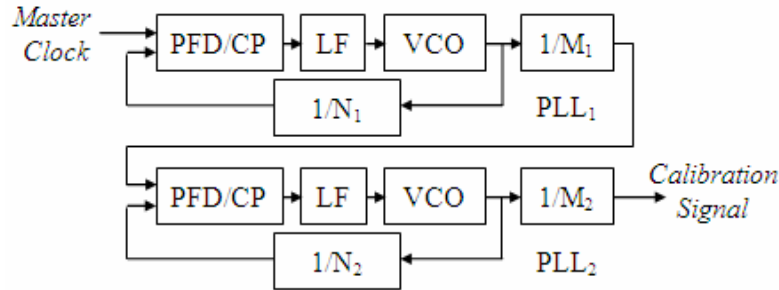 Master
Clock
PFD/CP LF VCO 1/M₁
1/N₁ PLL₁
PFD/CP LF VCO 1/M₂
Calibration
Signal
1/N₂ PLL₂